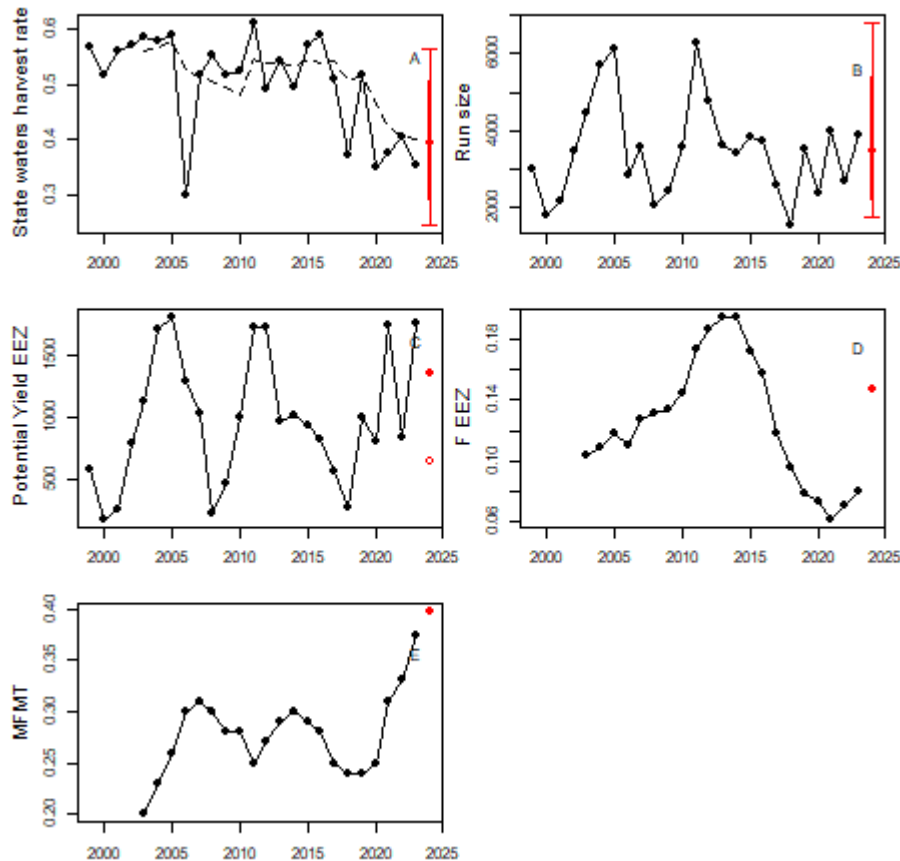 State waters harvest rate
0.6
0.5
0.4
0.3
A
2000 2005 2010 2015 2020 2025
Run size
6000
4000
2000
B
2000 2005 2010 2015 2020 2025
Potential Yield EEZ
1500
1000
500
C
2000 2005 2010 2015 2020 2025
F EEZ
0.18
0.14
0.10
0.06
D
2000 2005 2010 2015 2020 2025
MFMT
0.40
0.35
0.30
0.25
0.20
E
2000 2005 2010 2015 2020 2025